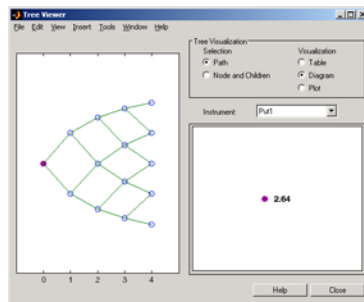 Tree Viewer
File Edit View Insert Tools Window Help
Tree Visualization
Selection
Visualization
Path
Table
Node and Children
Diagram
Plot
Instrument:
Put1
2.64
0 1 2 3 4
Help
Close